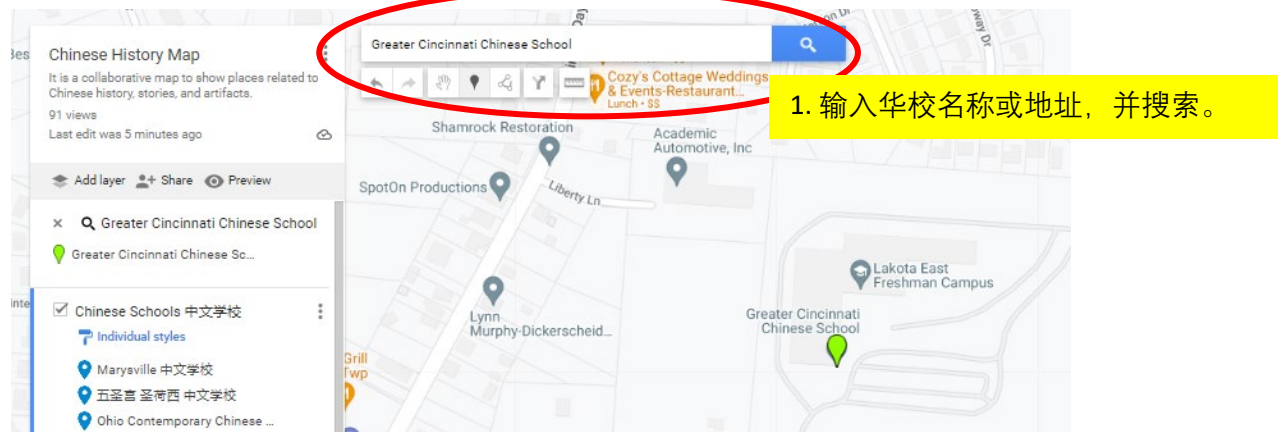 Chinese History Map
It is a collaborative map to show places related to
Chinese history, stories, and artifacts.
91 views
Last edit was 5 minutes ago
Add layer
Share
Preview
Greater Cincinnati Chinese School
Greater Cincinnati Chinese Sc...
Chinese Schools 中文学校
Individual styles
Marysville 中文学校
五圣宫 圣荷西 中文学校
Ohio Contemporary Chinese ...
Greater Cincinnati Chinese School
1. 输入华校名称或地址，并搜索。
Cozy's Cottage Weddings
& Events-Restaurant...
Lunch • $$
Shamrock Restoration
Academic
Automotive, Inc
SpotOn Productions
Liberty Ln
Lakota East
Freshman Campus
Greater Cincinnati
Chinese School
Lynn
Murphy-Dickerscheid...
Grill
Twp